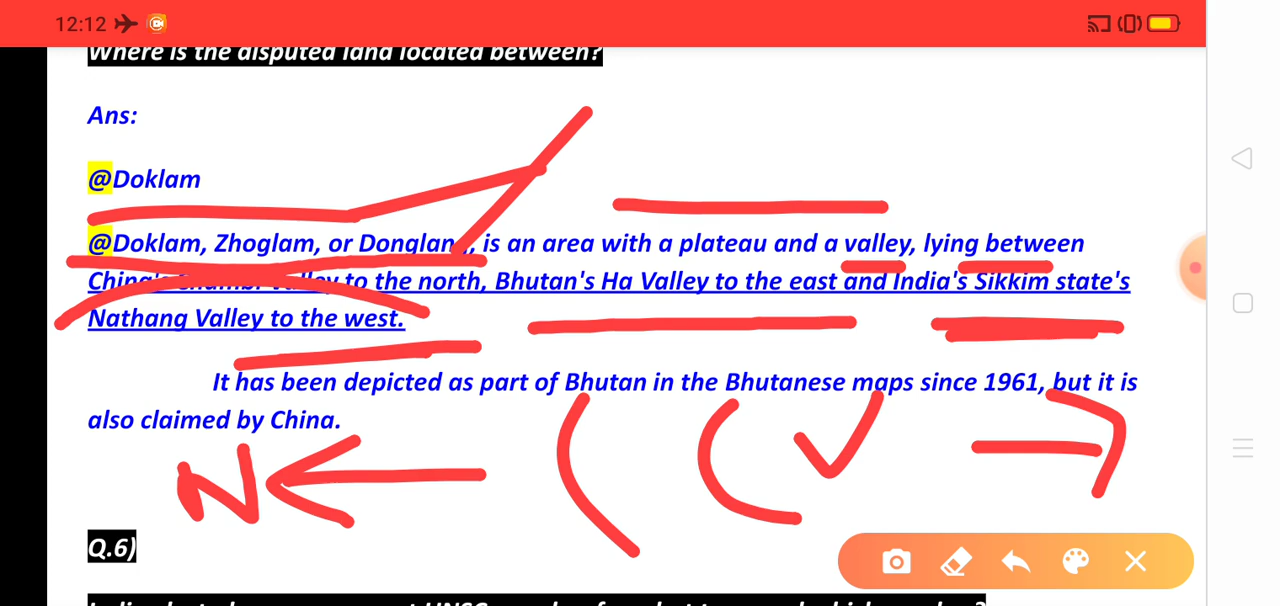 12:12
Where is the disputed land located between?
Ans:
@Doklam
@Doklam, Zhoglam, or Donglang, is an area with a plateau and a valley, lying between
China's Chumbi Valley to the north, Bhutan's Ha Valley to the east and India's Sikkim state's
Nathang Valley to the west.
It has been depicted as part of Bhutan in the Bhutanese maps since 1961, but it is
also claimed by China.
N
Q.6)